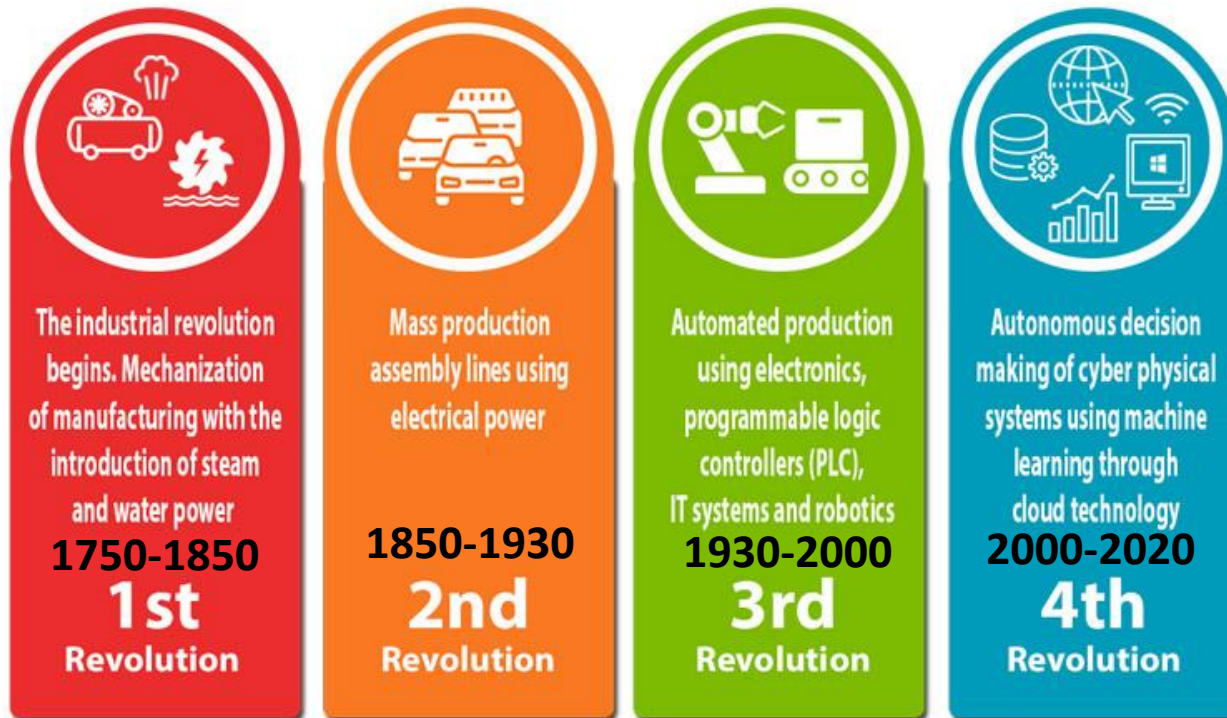 The industrial revolution
begins. Mechanization
of manufacturing with the
introduction of steam
and water power
1750-1850
1st
Revolution
Mass production
assembly lines using
electrical power
1850-1930
2nd
Revolution
Automated production
using electronics,
programmable logic
controllers (PLC),
IT systems and robotics
1930-2000
3rd
Revolution
Autonomous decision
making of cyber physical
systems using machine
learning through
cloud technology
2000-2020
4th
Revolution